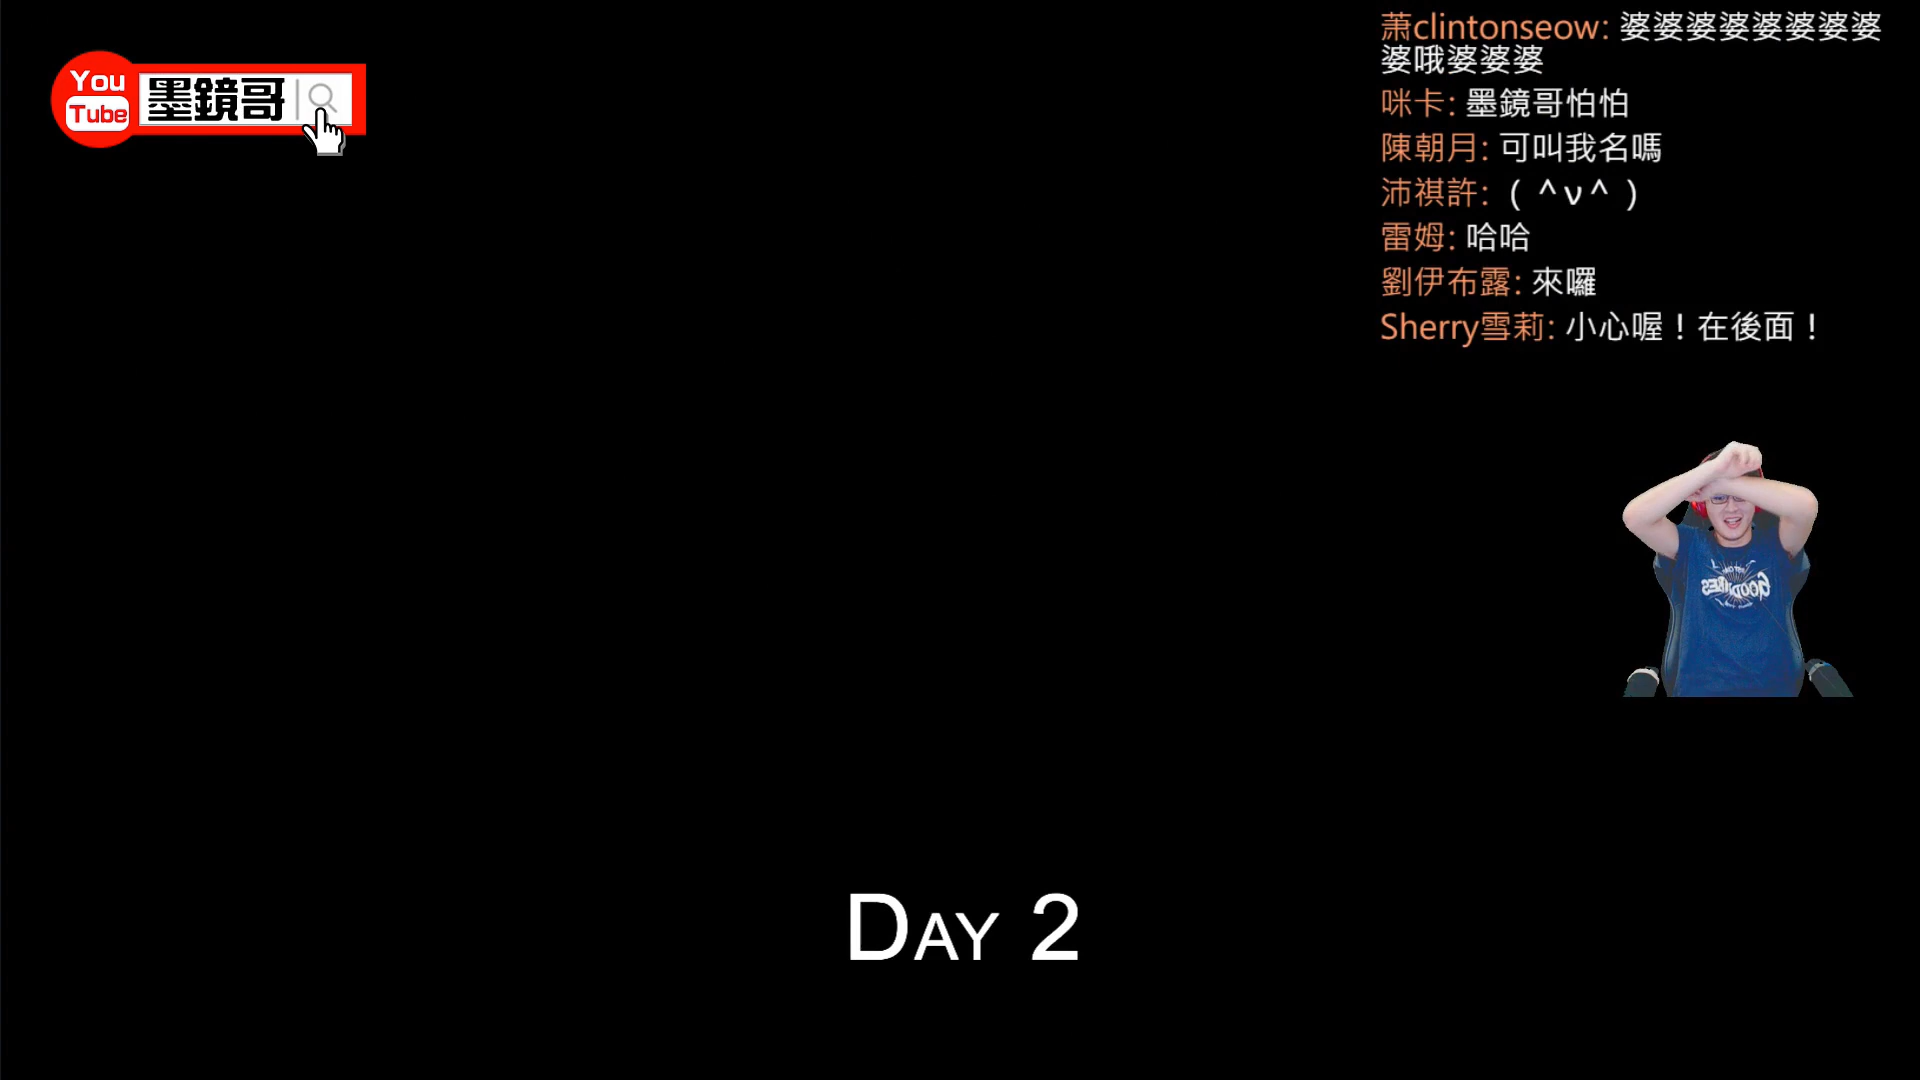 You
Tube
墨鏡哥
萧clintonseow: 婆婆婆婆婆婆婆婆
婆哦婆婆婆
咪卡: 墨鏡哥怕怕
陳朝月: 可叫我名嗎
沛祺許: （＾ν＾）
雷姆: 哈哈
劉伊布露: 來囉
Sherry雪莉: 小心喔！在後面！
DAY 2